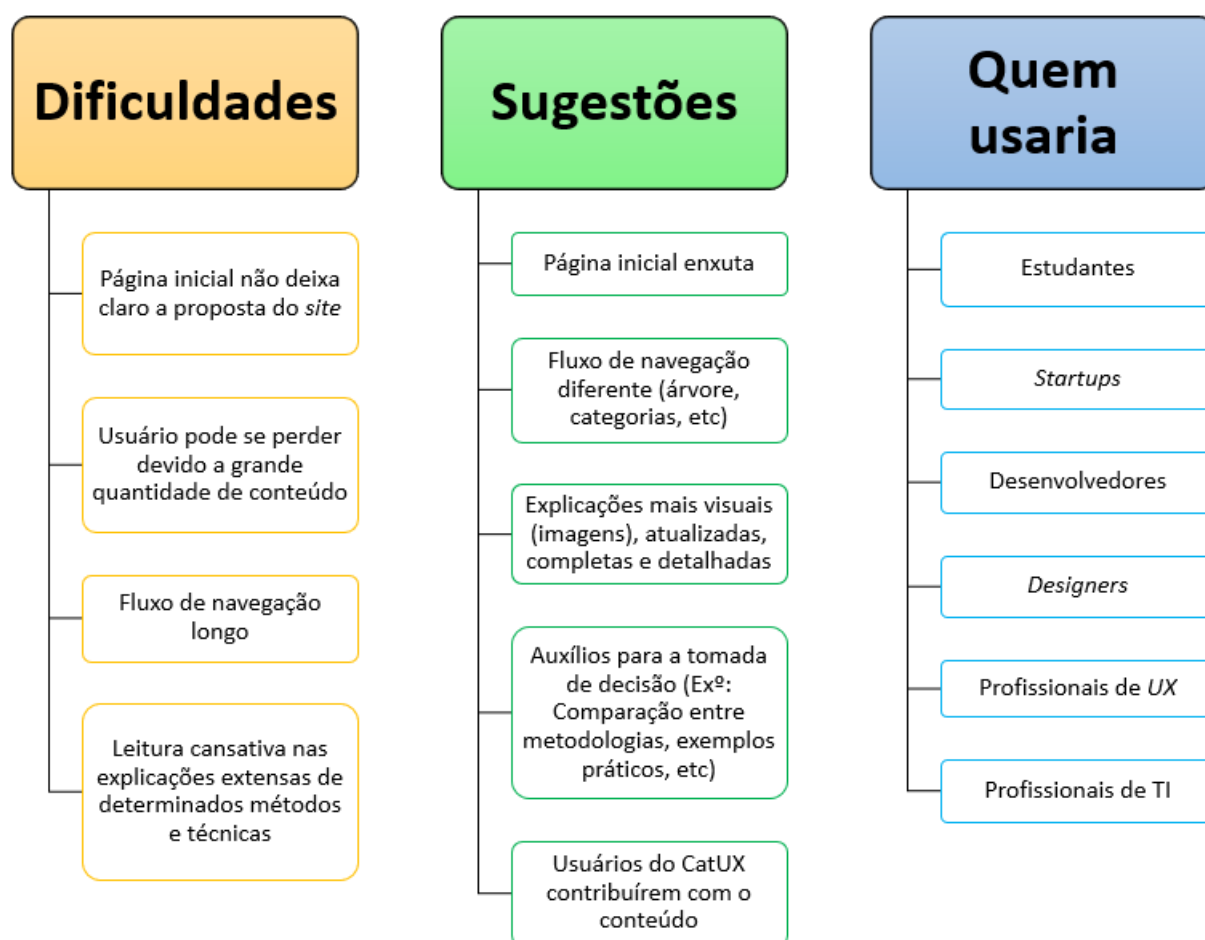 Dificuldades
Página inicial não deixa
claro a proposta do site
Usuário pode se perder
devido a grande
quantidade de conteúdo
Fluxo de navegação
longo
Leitura cansativa nas
explicações extensas de
determinados métodos
e técnicas
Sugestões
Página inicial enxuta
Fluxo de navegação
diferente (árvore,
categorias, etc)
Explicações mais visuais
(imagens), atualizadas,
completas e detalhadas
Auxílios para a tomada
de decisão (Exº:
Comparação entre
metodologias, exemplos
práticos, etc)
Usuários do CatUX
contribuírem com o
conteúdo
Quem
usaria
Estudantes
Startups
Desenvolvedores
Designers
Profissionais de UX
Profissionais de TI